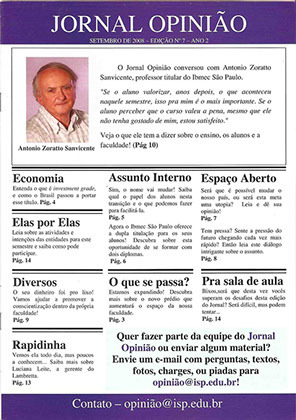 JORNAL OPINIÃO
SETEMBRO DE 2008 – EDIÇÃO Nº 7 – ANO 2
O Jornal Opinião conversou com Antonio Zoratto
Sanvicente, professor titular do Ibmec São Paulo.
"Se o aluno valorizar, anos depois, o que aconteceu
naquele semestre, isso pra mim é o mais importante. Se o
aluno perceber que o curso valeu a pena, mesmo que ele
não tenha gostado de mim, estou satisfeito."
Veja o que ele tem a dizer sobre o ensino, os alunos e a
faculdade! (Pág 10)
Antonio Zoratto Sanvicente
Economia
Entenda o que é investment grade,
e como o Brasil passou a portar
esse título. Pág. 4
Elas por Elas
Leia sobre as atividades e
intenções das entidades para este
semestre e saiba como pode
participar.
Pág. 14
Diversos
O seu dinheiro foi pro lixo!
Vamos ajudar a promover a
conscientização dentro da própria
faculdade!
Pág. 9
Rapidinha
Vemos ela todo dia, mas poucos
a conhecem... Saiba mais sobre
Luciana Leite, a gerente do
Lambretta.
Pág. 13
Assunto Interno
Sim, o nome vai mudar! Saiba
qual o papel dos alunos nesta
transição e o que podemos fazer
para facilitá-la.
Pág. 5
Agora o Ibmec São Paulo oferece
a dupla titulação para os seus
alunos! Descubra sobre esta
oportunidade de se formar com
dois diplomas.
Pág. 6
O que se passa?
Estamos expandindo! Descubra
mais sobre o novo prédio que
aumentará o espaço da nossa
faculdade.
Pág. 3
Espaço Aberto
Será que é possível mudar o
nosso país, ou será esta meta
uma utopia? Leia e dê sua
opinião!
Pág. 7
Tem pressa? Sente a pressão do
futuro chegando cada vez mais
rápido? Então leia este diálogo
intrigante sobre o assunto.
Pág. 8
Pra sala de aula
Bixos,será que desta vez vocês
superam os desafios desta edição
do Jornal? Será difícil, mas podem
tentar...
Pág. 14
Quer fazer parte da equipe do Jornal
Opinião ou enviar algum material?
Envie um e-mail com perguntas, textos,
fotos, charges, ou piadas para
opinião@isp.edu.br!
Contato – opinião@isp.edu.br